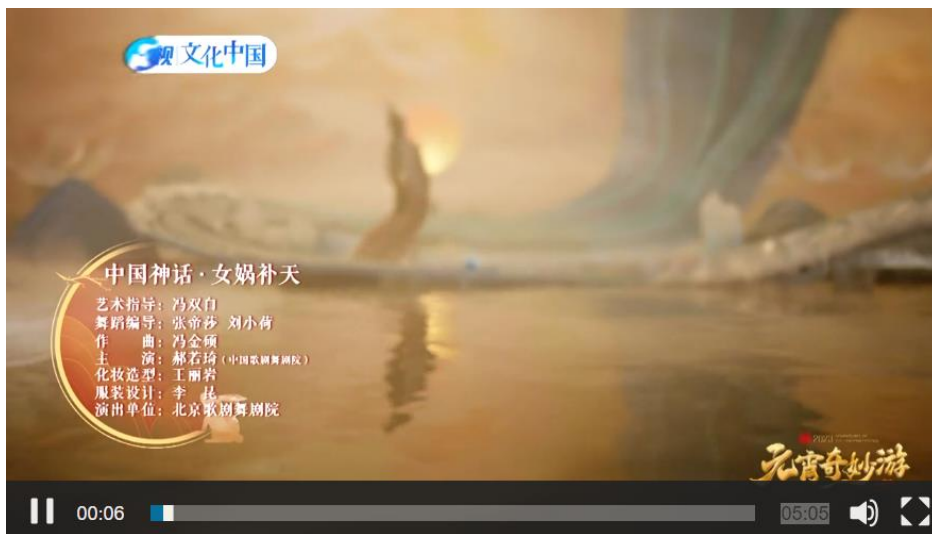 视 文化中国
中国神话·女娲补天
艺术指导：冯双白
舞蹈编导：张帝莎 刘小荷
作 曲：冯金硕
主 演：郝若琦（中国歌剧舞剧院）
化妆造型：王丽岩
服装设计：李 昆
演出单位：北京歌剧舞剧院
2023
元宵奇妙游
00:06
05:05